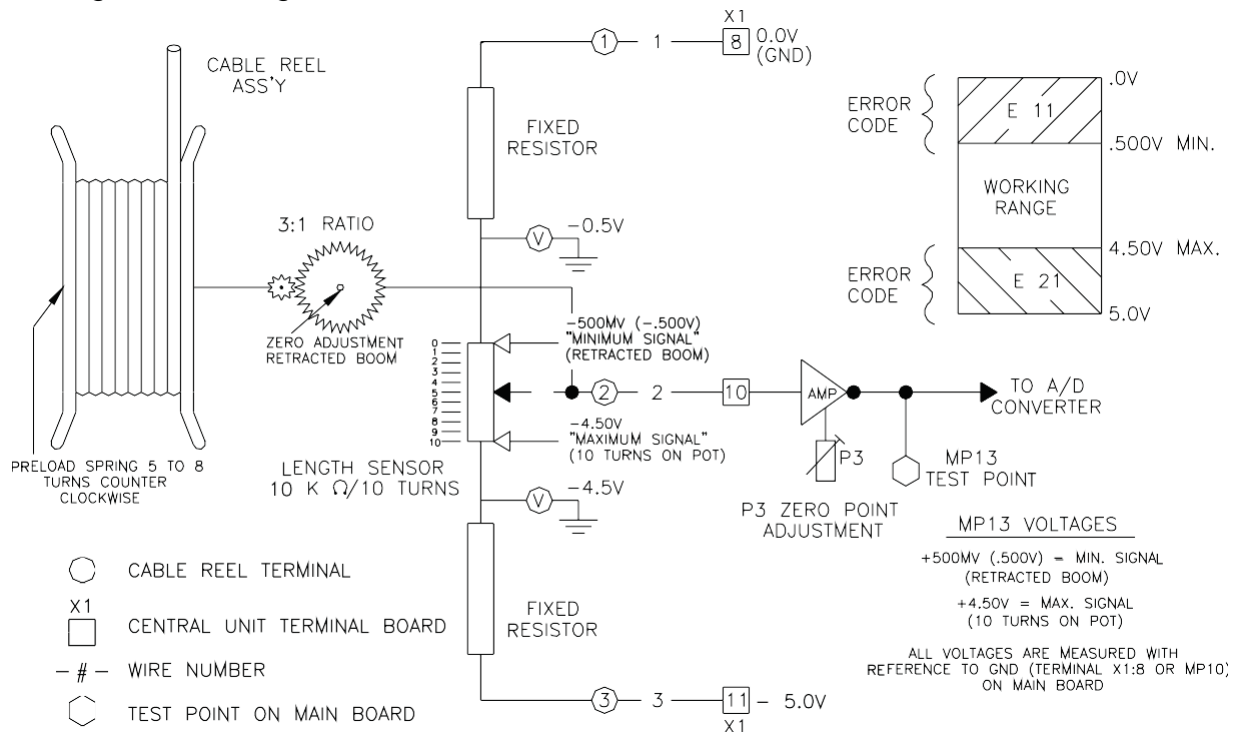 CABLE REEL
ASS'Y
PRELOAD SPRING 5 TO 8
TURNS COUNTER
CLOCKWISE
3:1 RATIO
ZERO ADJUSTMENT
RETRACTED BOOM
FIXED
RESISTOR
1
1
X1
8
0.0V
(GND)
V
-0.5V
0
1
2
3
4
5
6
7
8
9
10
-500MV (-.500V)
"MINIMUM SIGNAL"
(RETRACTED BOOM)
2
2
10
-4.50V
"MAXIMUM SIGNAL"
(10 TURNS ON POT)
LENGTH SENSOR
10 K Ω/10 TURNS
V
-4.5V
FIXED
RESISTOR
3
3
11
- 5.0V
X1
AMP
P3
P3 ZERO POINT
ADJUSTMENT
MP13
TEST POINT
TO A/D
CONVERTER
ERROR
CODE
E 11
.0V
.500V MIN.
WORKING
RANGE
4.50V MAX.
ERROR
CODE
E 21
5.0V
MP13 VOLTAGES
+500MV (.500V) = MIN. SIGNAL
(RETRACTED BOOM)
+4.50V = MAX. SIGNAL
(10 TURNS ON POT)
ALL VOLTAGES ARE MEASURED WITH
REFERENCE TO GND (TERMINAL X1:8 OR MP10)
ON MAIN BOARD
CABLE REEL TERMINAL
X1
CENTRAL UNIT TERMINAL BOARD
- # - WIRE NUMBER
TEST POINT ON MAIN BOARD